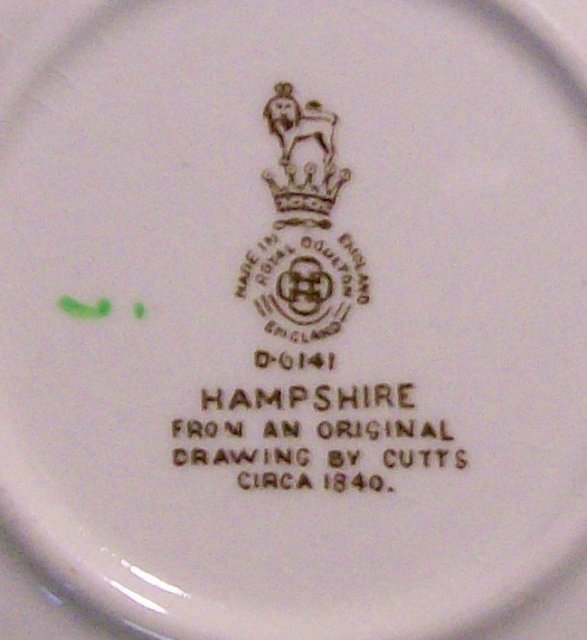 MADE IN ENGLAND
ROYAL DOULTON
ENGLAND
D·6141
HAMPSHIRE
FROM AN ORIGINAL
DRAWING BY CUTTS
CIRCA 1840.